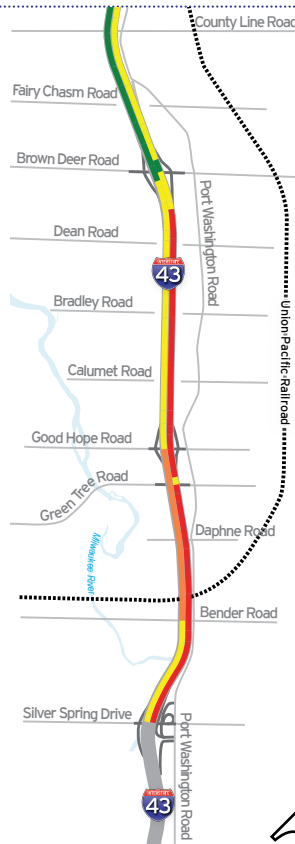 County Line Road
Fairy Chasm Road
Brown Deer Road
Port Washington Road
Dean Road
INTERSTATE
43
Bradley Road
Union Pacific Railroad
Calumet Road
Good Hope Road
Green Tree Road
Daphne Road
Milwaukee River
Bender Road
Silver Spring Drive
Port Washington Road
INTERSTATE
43